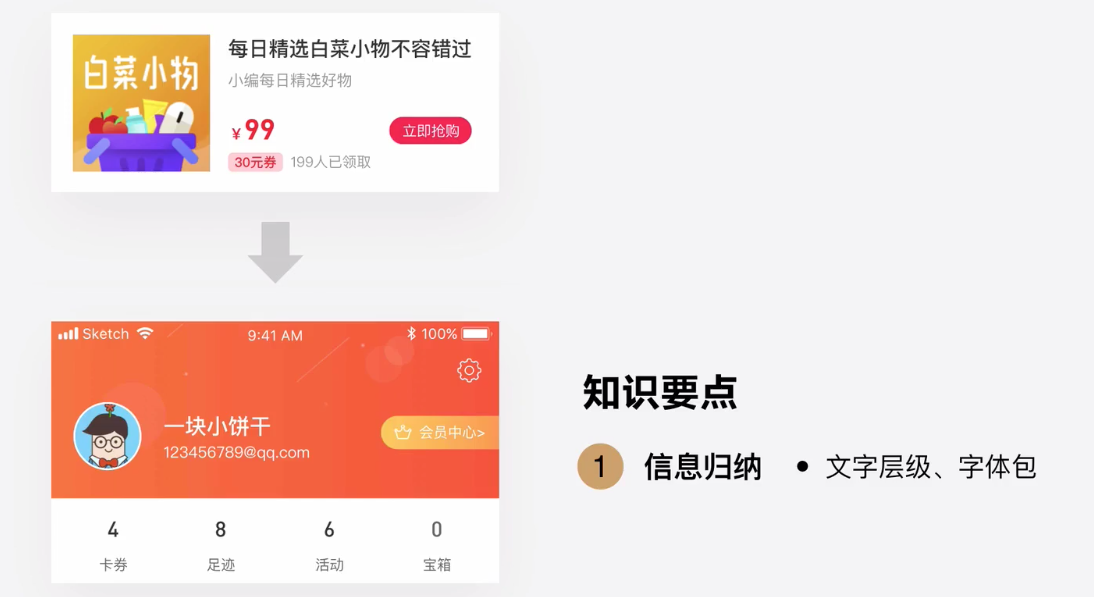 白菜小物
每日精选白菜小物不容错过
小编每日精选好物
¥99
立即抢购
30元券 199人已领取
Sketch 9:41 AM 100%
一块小饼干
123456789@qq.com
会员中心>
4 8 6 0
卡券 足迹 活动 宝箱
知识要点
1 信息归纳 • 文字层级、字体包